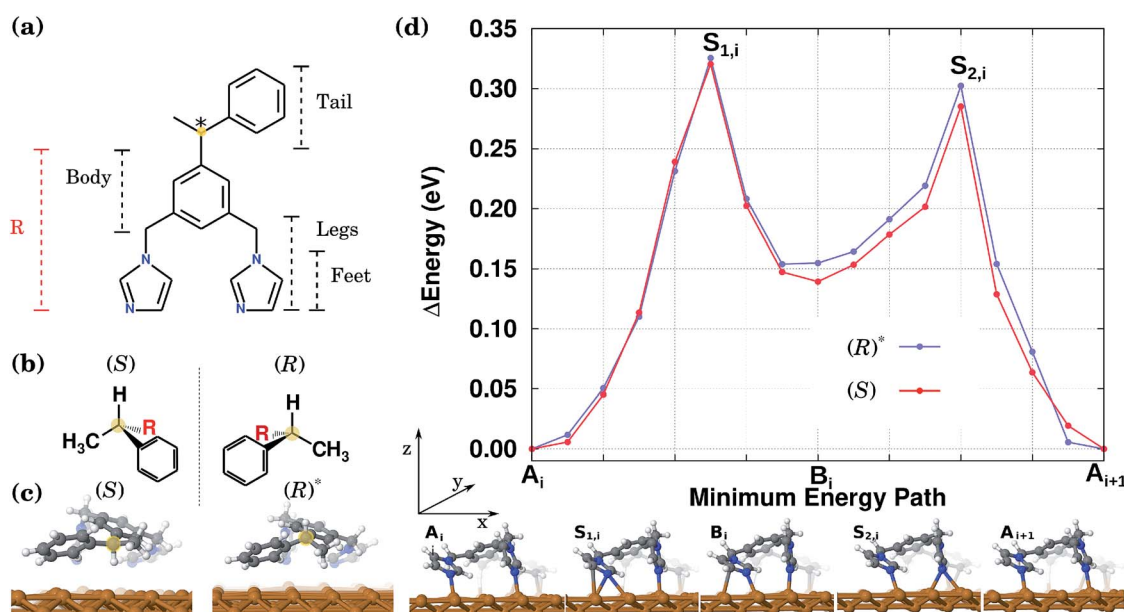 (a)
*
Tail
Body
R
Legs
Feet
N
N
N
N
(b)
(S)
(R)
H
H
R
R
H₃C
CH₃
(c)
(S)
(R)*
(d)
0.35
0.30
0.25
0.20
0.15
0.10
0.05
0.00
ΔEnergy (eV)
S₁,ᵢ
S₂,ᵢ
(R)*
(S)
Aᵢ
Bᵢ
Aᵢ₊₁
Minimum Energy Path
z
y
x
Aᵢ
i
S₁,ᵢ
Bᵢ
S₂,ᵢ
Aᵢ₊₁